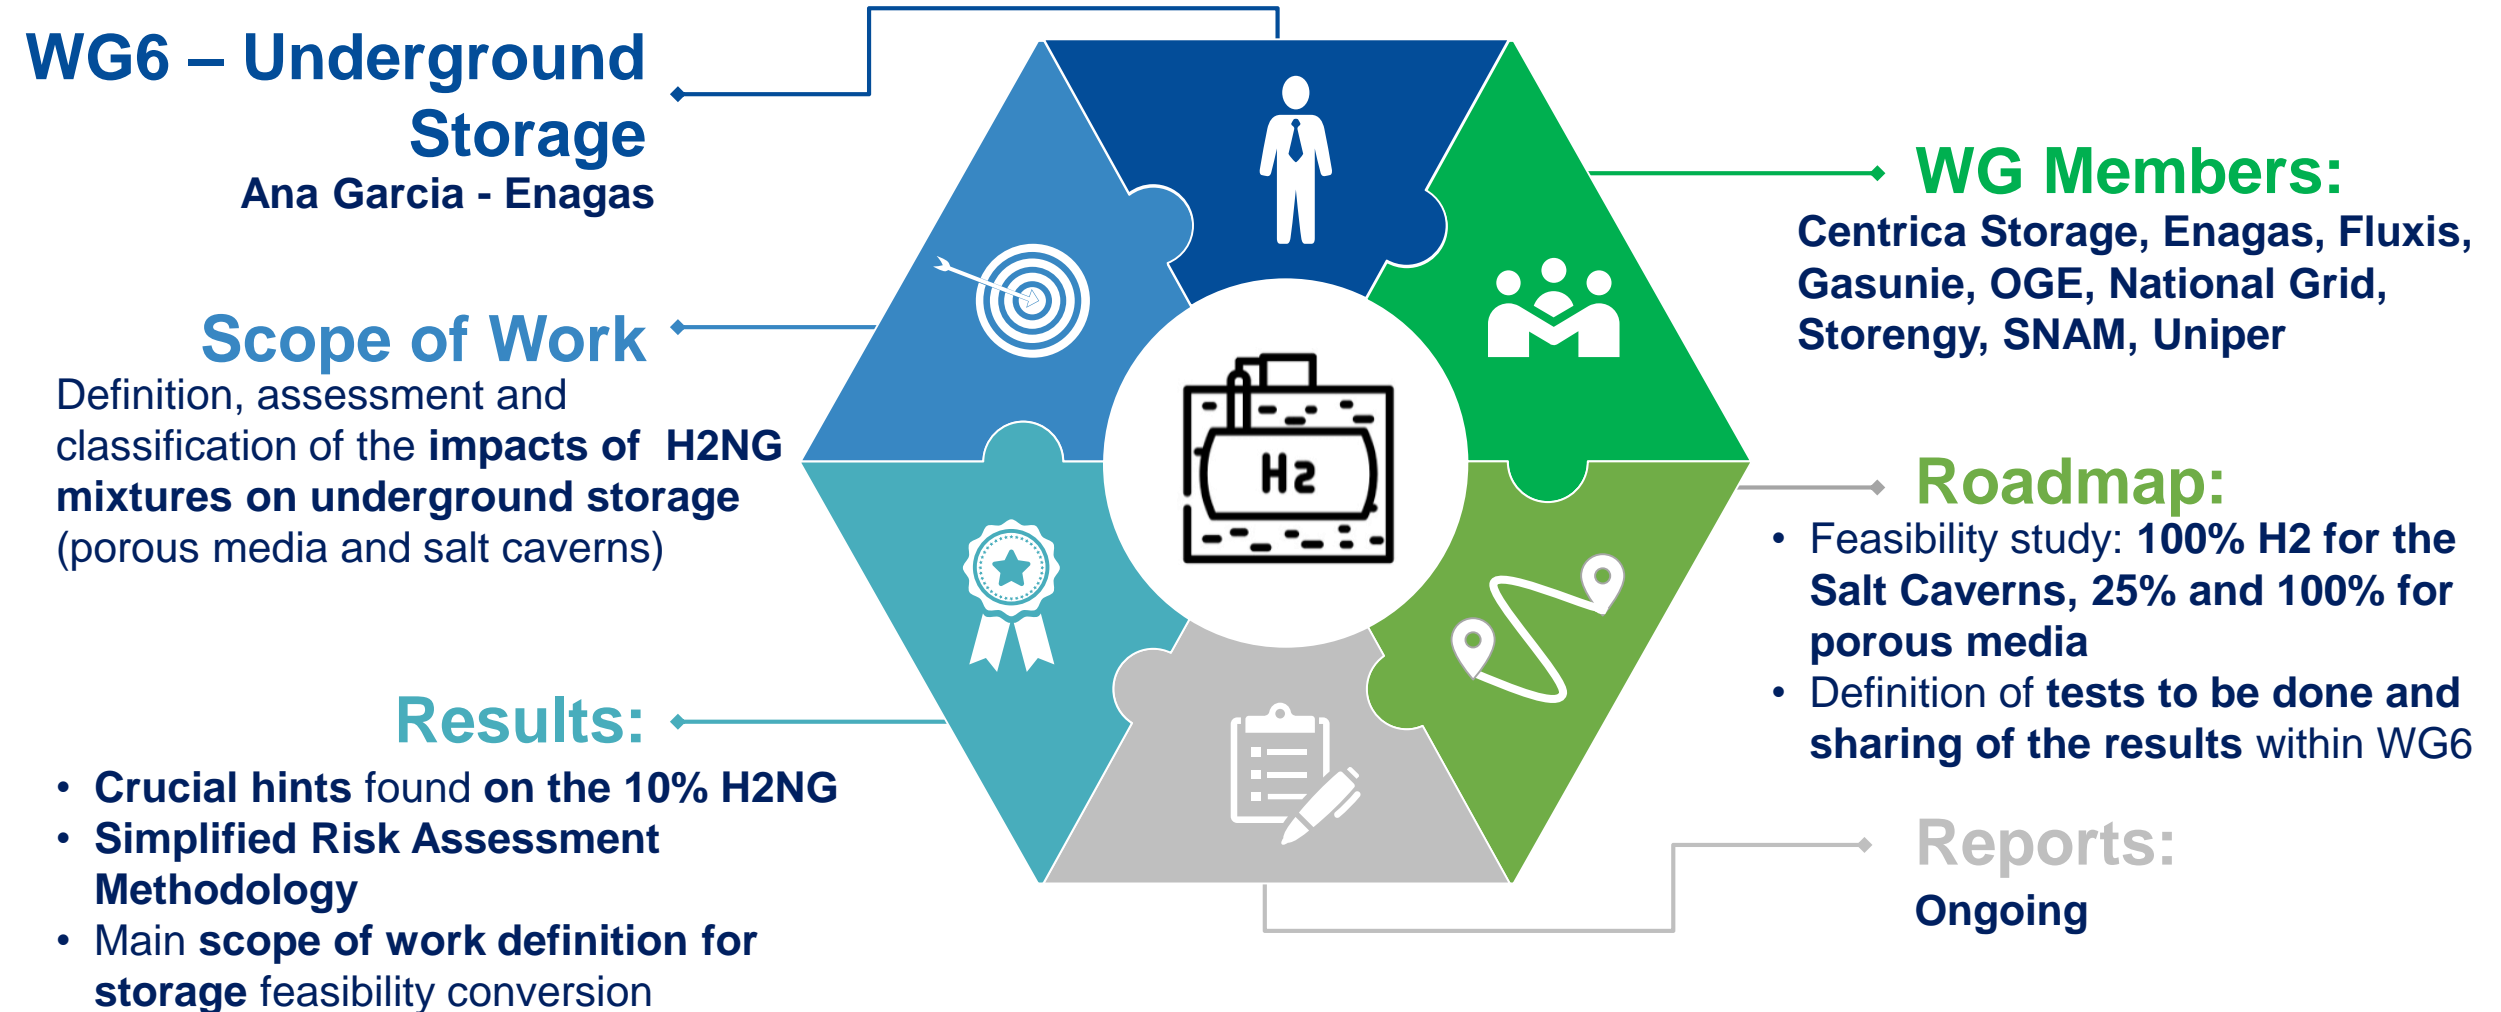 WG6 – Underground
Storage
Ana Garcia - Enagas
Scope of Work
Definition, assessment and
classification of the impacts of H2NG
mixtures on underground storage
(porous media and salt caverns)
Results:
• Crucial hints found on the 10% H2NG
• Simplified Risk Assessment
Methodology
• Main scope of work definition for
storage feasibility conversion
H2
WG Members:
Centrica Storage, Enagas, Fluxis,
Gasunie, OGE, National Grid,
Storengy, SNAM, Uniper
Roadmap:
• Feasibility study: 100% H2 for the
Salt Caverns, 25% and 100% for
porous media
• Definition of tests to be done and
sharing of the results within WG6
Reports:
Ongoing